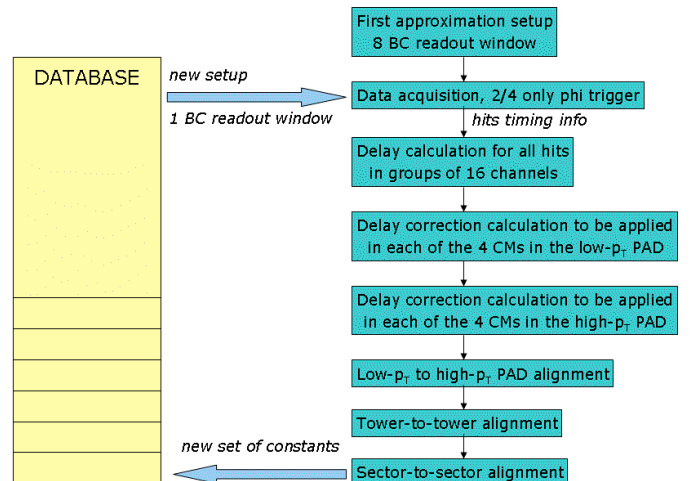 First approximation setup
8 BC readout window
DATABASE
new setup
1 BC readout window
Data acquisition, 2/4 only phi trigger
hits timing info
Delay calculation for all hits
in groups of 16 channels
Delay correction calculation to be applied
in each of the 4 CMs in the low-pT PAD
Delay correction calculation to be applied
in each of the 4 CMs in the high-pT PAD
Low-pT to high-pT PAD alignment
Tower-to-tower alignment
new set of constants
Sector-to-sector alignment